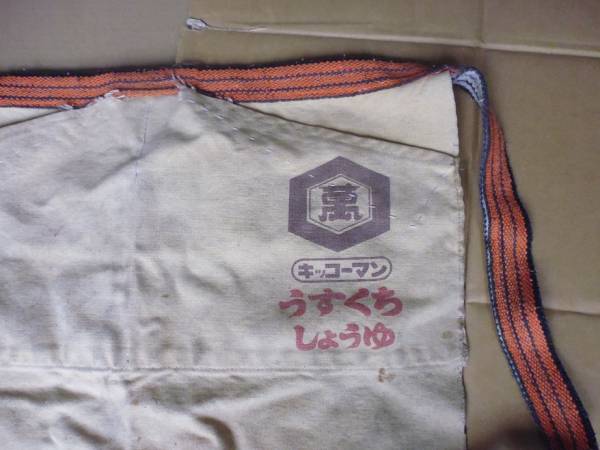 萬
キッコーマン
うすくち
しょうゆ